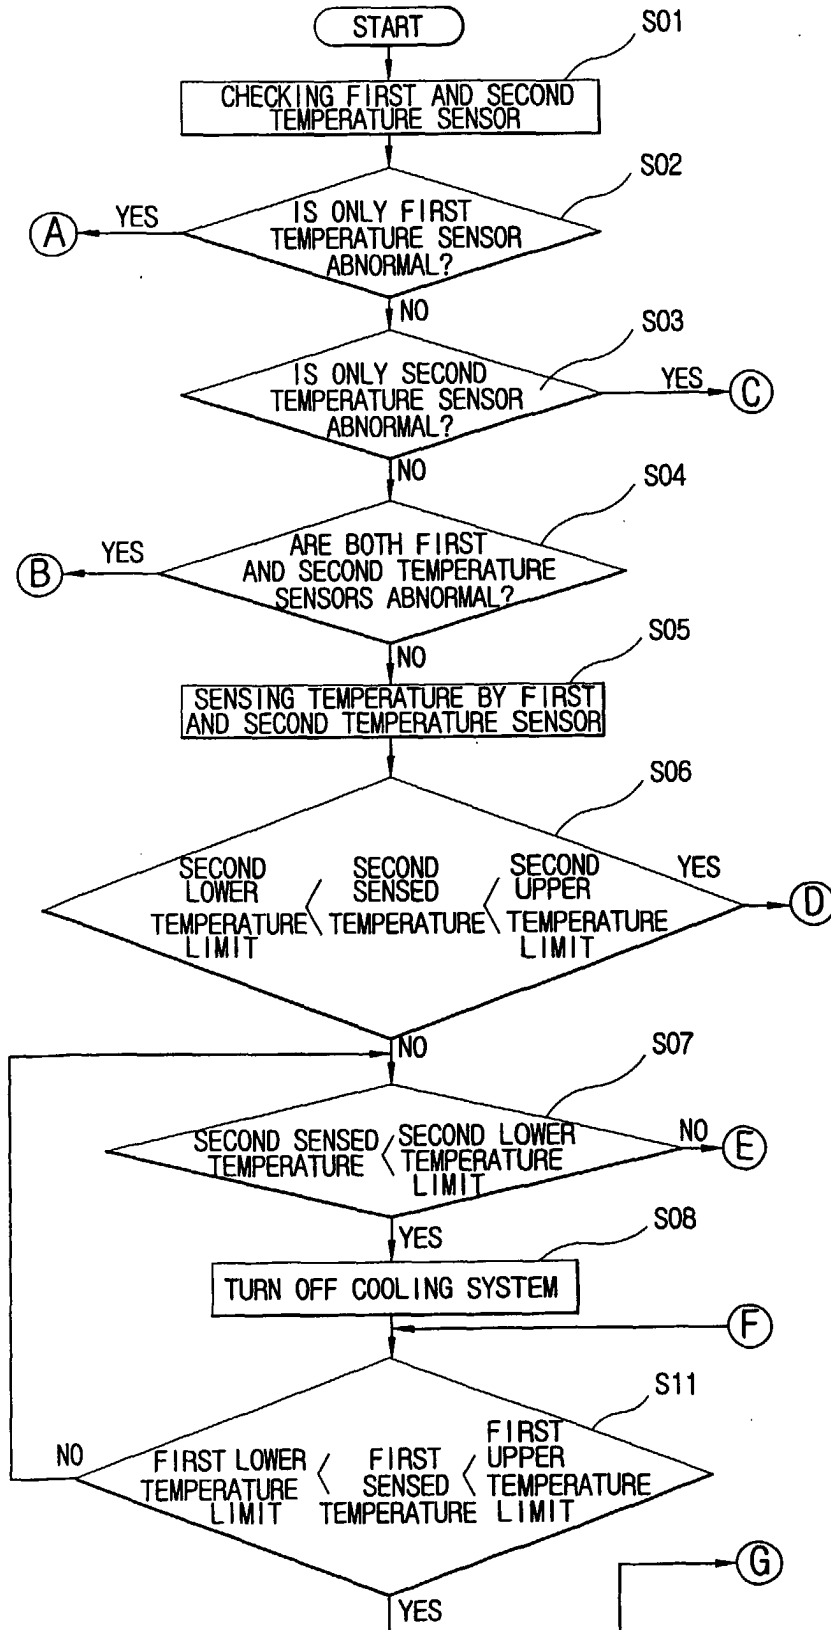 START
S01
CHECKING FIRST AND SECOND
TEMPERATURE SENSOR
S02
YES
A
IS ONLY FIRST
TEMPERATURE SENSOR
ABNORMAL?
NO
S03
IS ONLY SECOND
TEMPERATURE SENSOR
ABNORMAL?
YES
C
NO
S04
YES
B
ARE BOTH FIRST
AND SECOND TEMPERATURE
SENSORS ABNORMAL?
NO
S05
SENSING TEMPERATURE BY FIRST
AND SECOND TEMPERATURE SENSOR
S06
SECOND
LOWER
TEMPERATURE
LIMIT
<
SECOND
SENSED
TEMPERATURE
<
SECOND
UPPER
TEMPERATURE
LIMIT
YES
D
NO
S07
SECOND SENSED
TEMPERATURE
<
SECOND LOWER
TEMPERATURE
LIMIT
NO
E
YES
S08
TURN OFF COOLING SYSTEM
F
S11
NO
FIRST LOWER
TEMPERATURE
LIMIT
<
FIRST
SENSED
TEMPERATURE
<
FIRST
UPPER
TEMPERATURE
LIMIT
G
YES